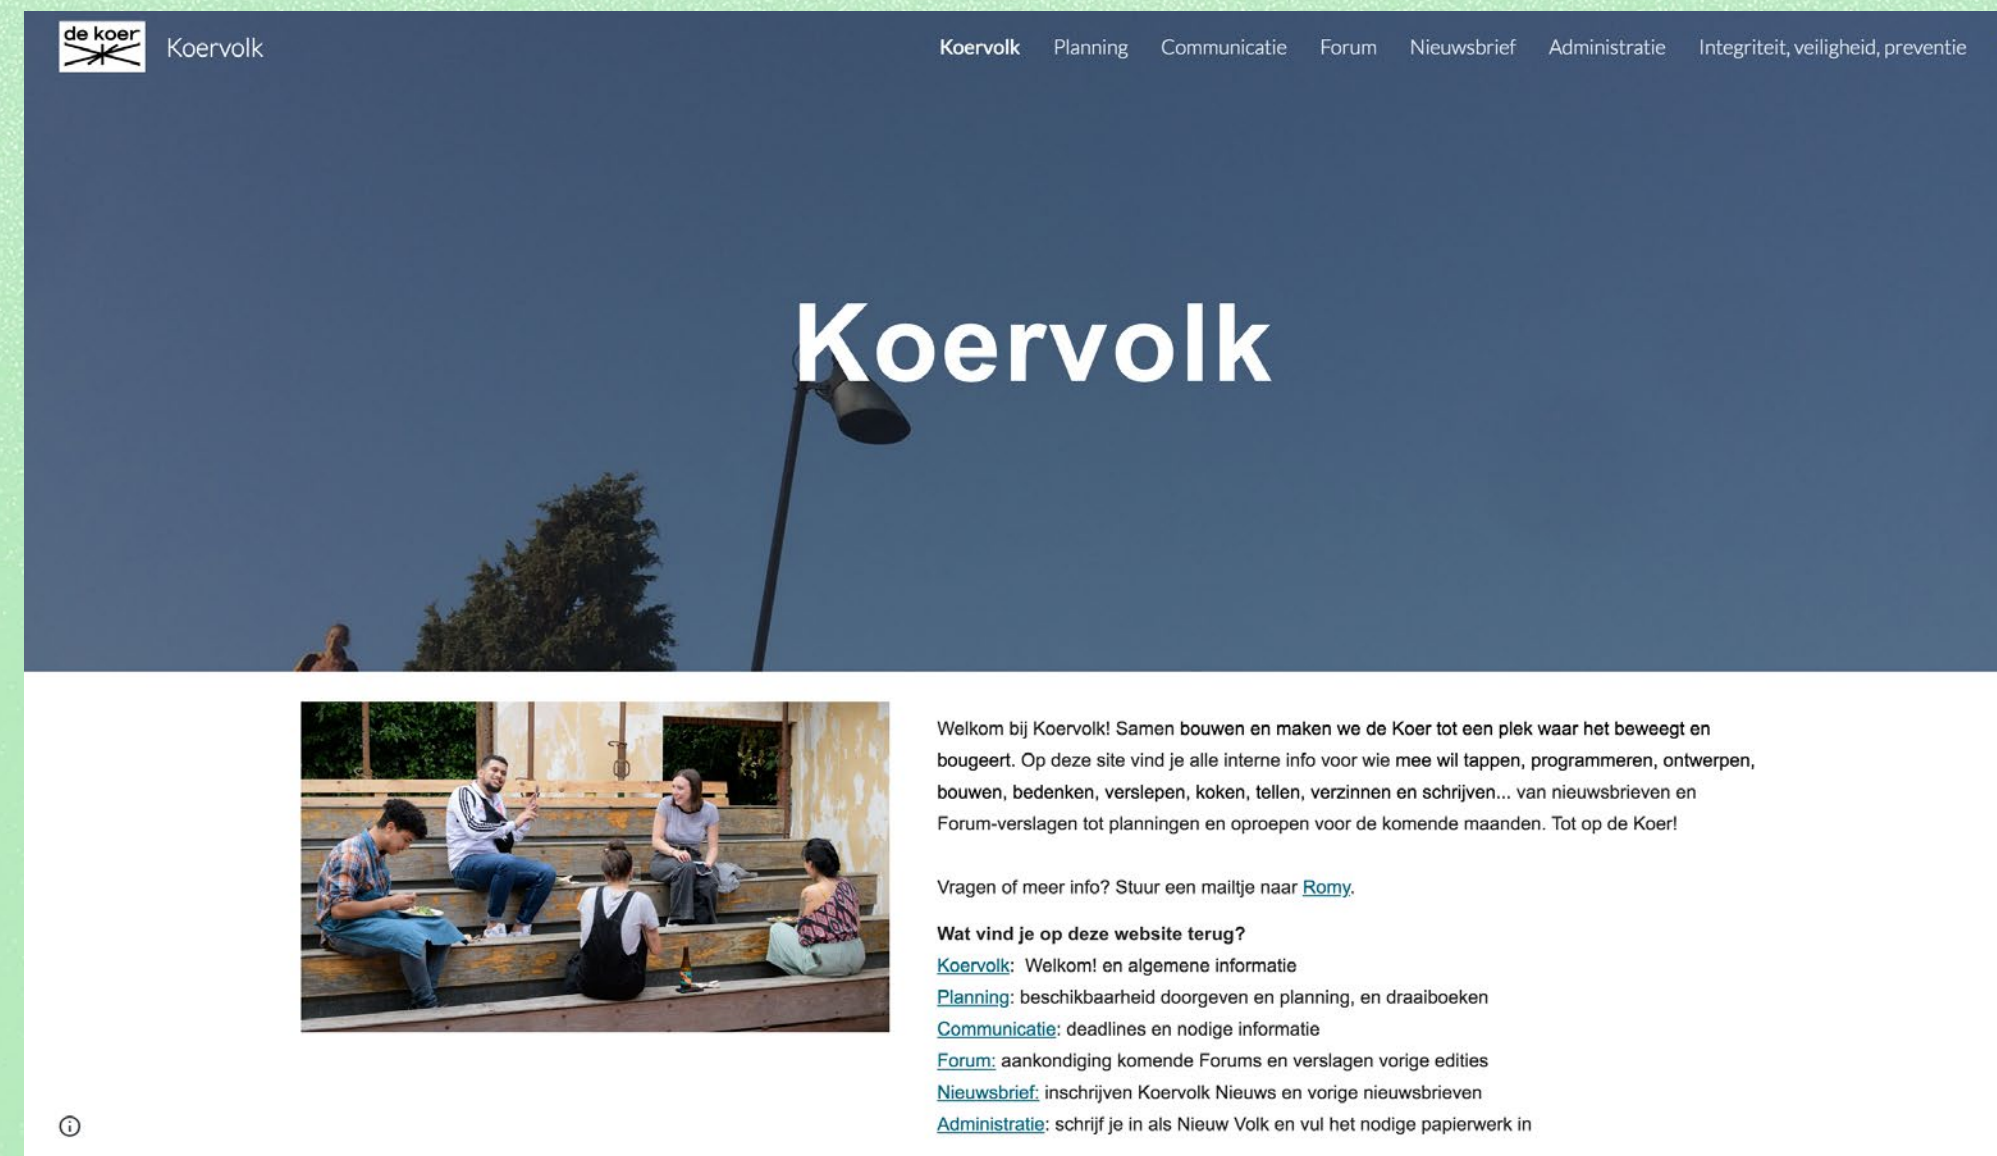 de koer
Koervolk
Koervolk Planning Communicatie Forum Nieuwsbrief Administratie Integriteit, veiligheid, preventie
Koervolk
Welkom bij Koervolk! Samen bouwen en maken we de Koer tot een plek waar het beweegt en
bougeert. Op deze site vind je alle interne info voor wie mee wil tappen, programmeren, ontwerpen,
bouwen, bedenken, verslepen, koken, tellen, verzinnen en schrijven... van nieuwsbrieven en
Forum-verslagen tot planningen en oproepen voor de komende maanden. Tot op de Koer!
Vragen of meer info? Stuur een mailtje naar Romy.
Wat vind je op deze website terug?
Koervolk: Welkom! en algemene informatie
Planning: beschikbaarheid doorgeven en planning, en draaiboeken
Communicatie: deadlines en nodige informatie
Forum: aankondiging komende Forums en verslagen vorige edities
Nieuwsbrief: inschrijven Koervolk Nieuws en vorige nieuwsbrieven
Administratie: schrijf je in als Nieuw Volk en vul het nodige papierwerk in